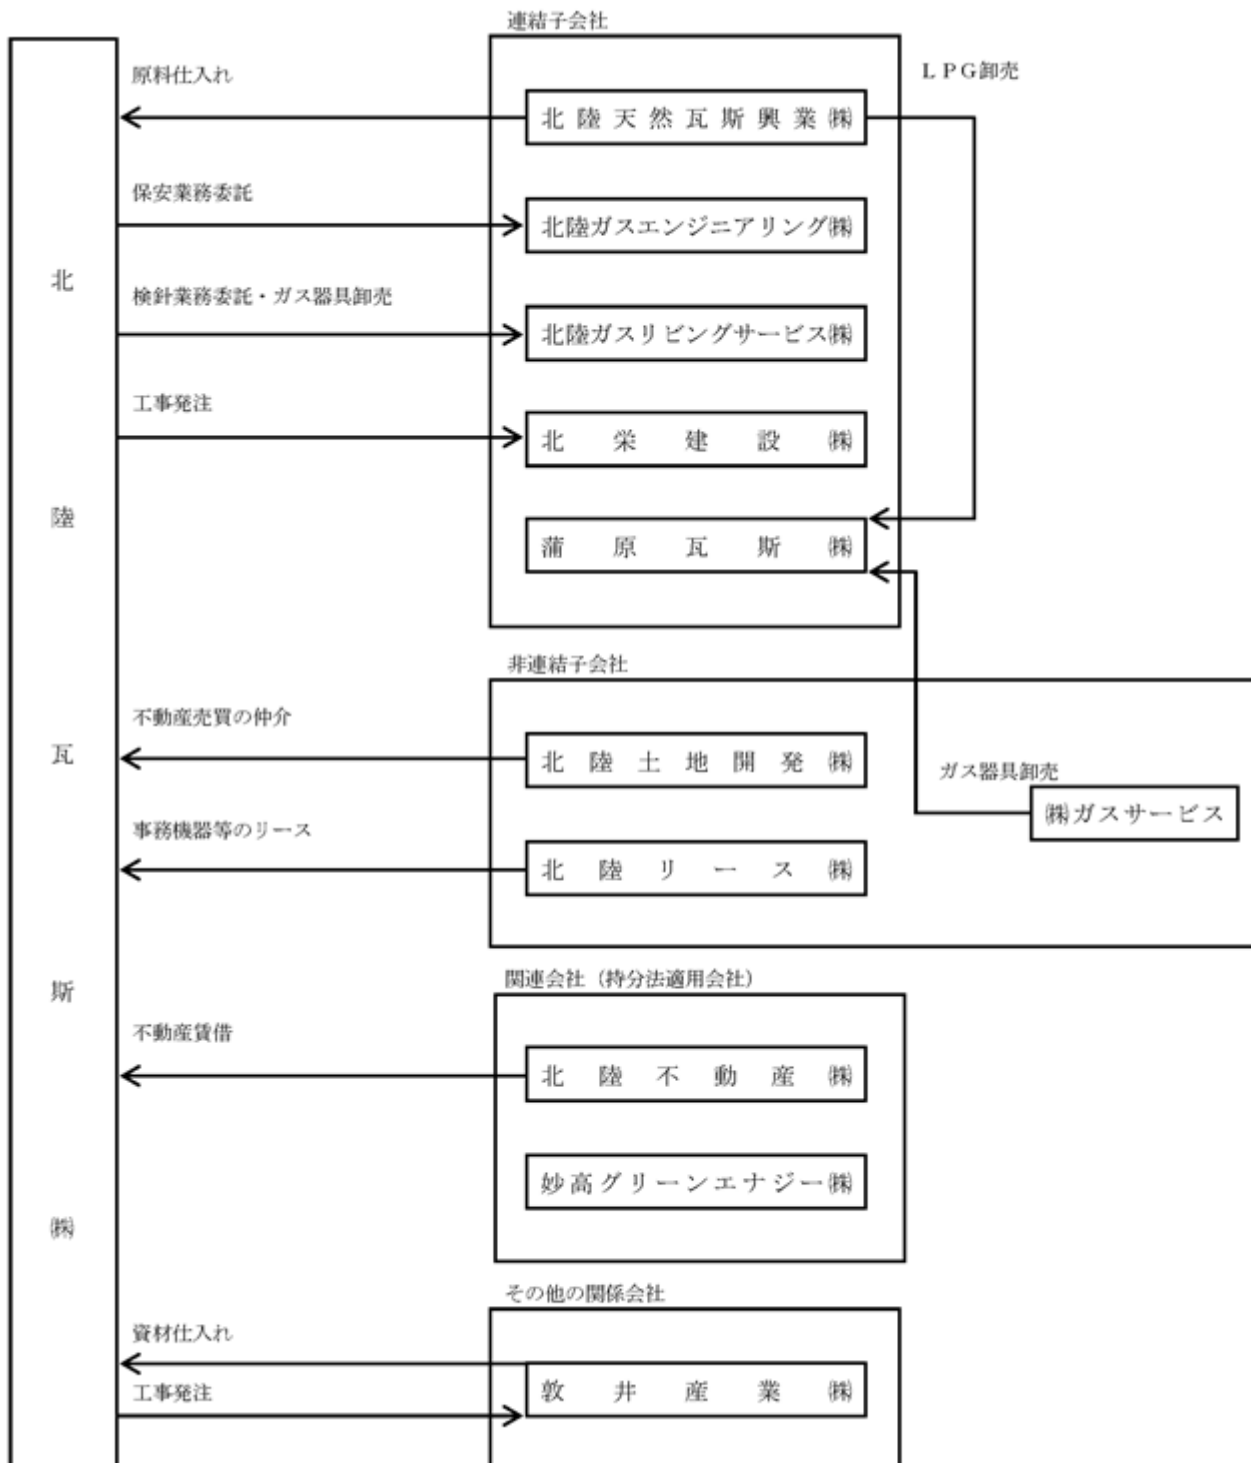 連結子会社
原料仕入れ
LPG卸売
北陸天然瓦斯興業㈱
保安業務委託
北陸ガスエンジニアリング㈱
検針業務委託・ガス器具卸売
北陸ガスリビングサービス㈱
工事発注
北栄建設㈱
蒲原瓦斯㈱
北陸瓦斯㈱
非連結子会社
不動産売買の仲介
北陸土地開発㈱
ガス器具卸売
㈱ガスサービス
事務機器等のリース
北陸リース㈱
関連会社（持分法適用会社）
不動産賃借
北陸不動産㈱
妙高グリーンエナジー㈱
その他の関係会社
資材仕入れ
敦井産業㈱
工事発注